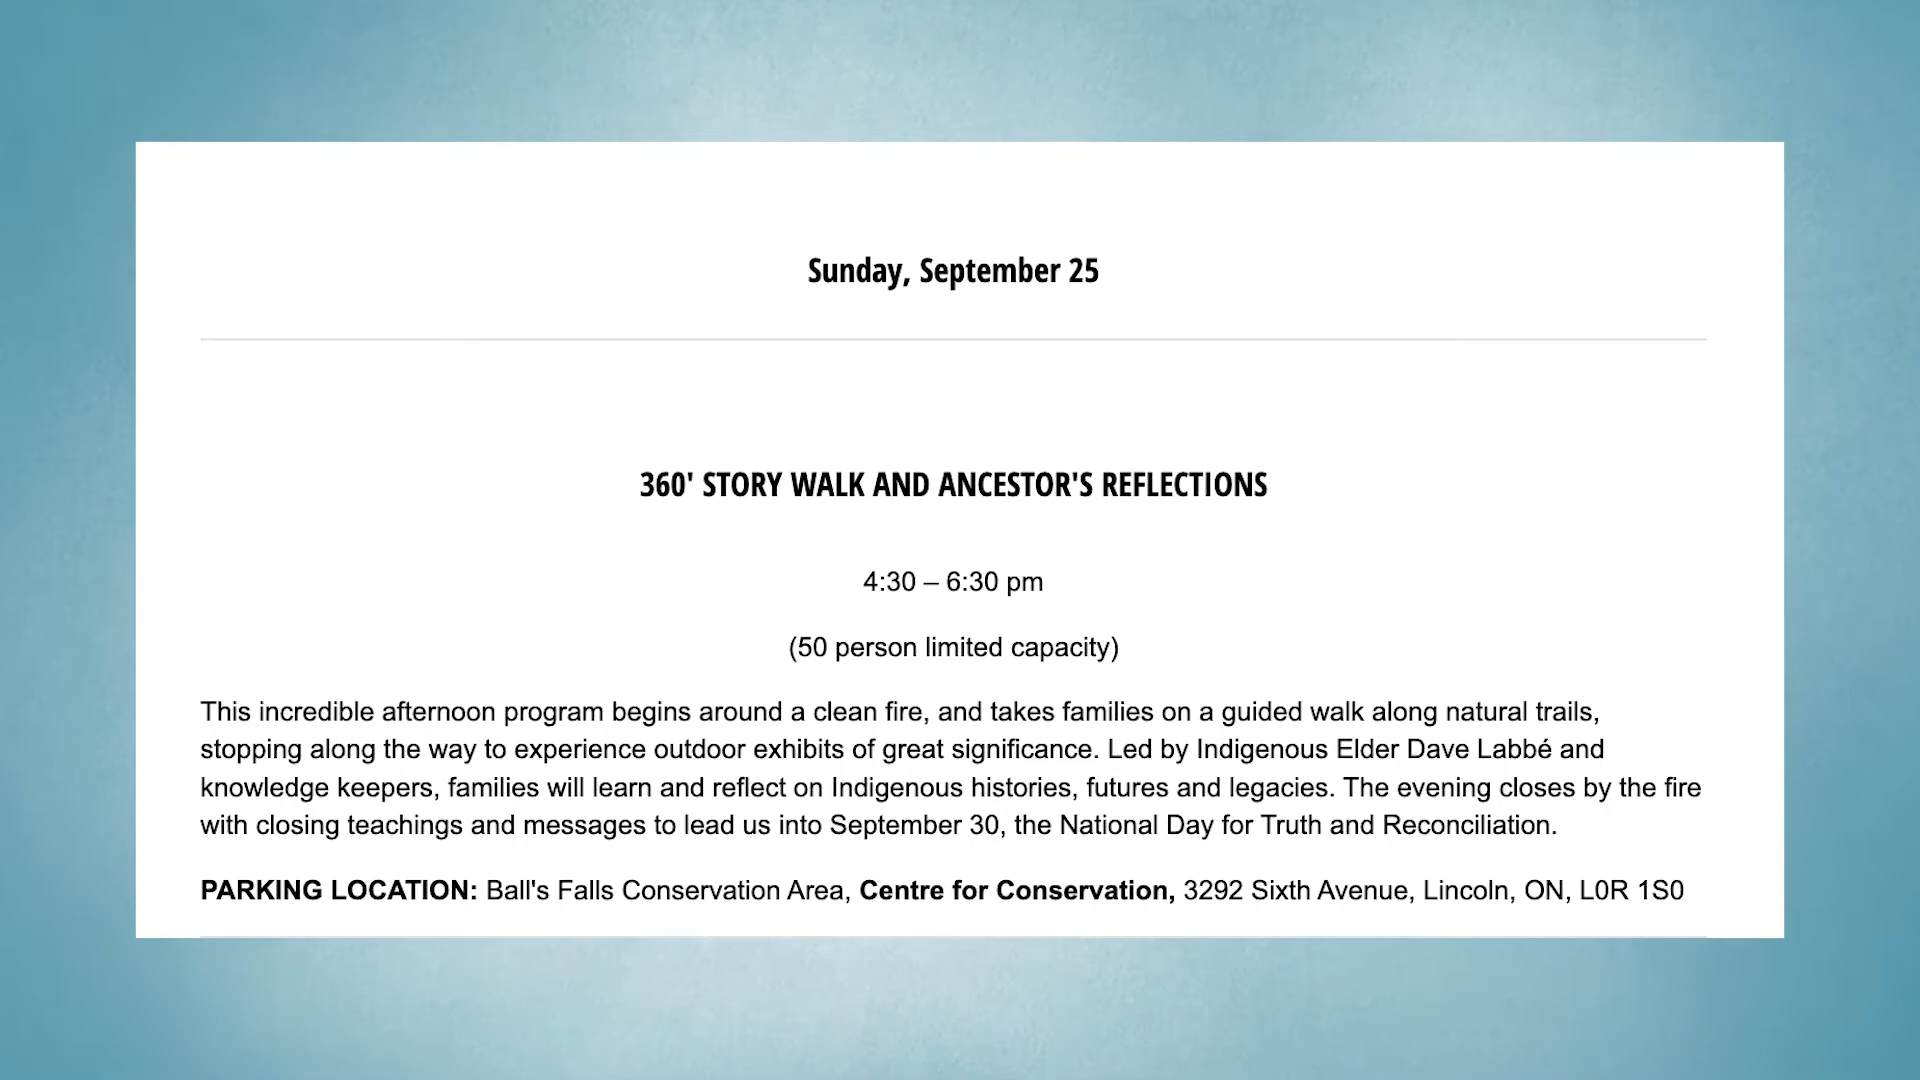 Sunday, September 25
360' STORY WALK AND ANCESTOR'S REFLECTIONS
4:30 – 6:30 pm
(50 person limited capacity)
This incredible afternoon program begins around a clean fire, and takes families on a guided walk along natural trails,
stopping along the way to experience outdoor exhibits of great significance. Led by Indigenous Elder Dave Labbé and
knowledge keepers, families will learn and reflect on Indigenous histories, futures and legacies. The evening closes by the fire
with closing teachings and messages to lead us into September 30, the National Day for Truth and Reconciliation.
PARKING LOCATION: Ball's Falls Conservation Area, Centre for Conservation, 3292 Sixth Avenue, Lincoln, ON, L0R 1S0